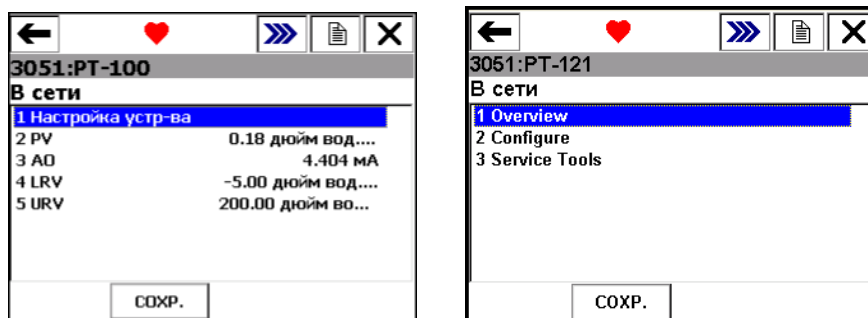 3051:PT-100
В сети
1 Настройка устр-ва
2 PV 0.18 дюйм вод....
3 AO 4.404 мА
4 LRV -5.00 дюйм вод....
5 URV 200.00 дюйм во...
СОХР.
3051:PT-121
В сети
1 Overview
2 Configure
3 Service Tools
СОХР.